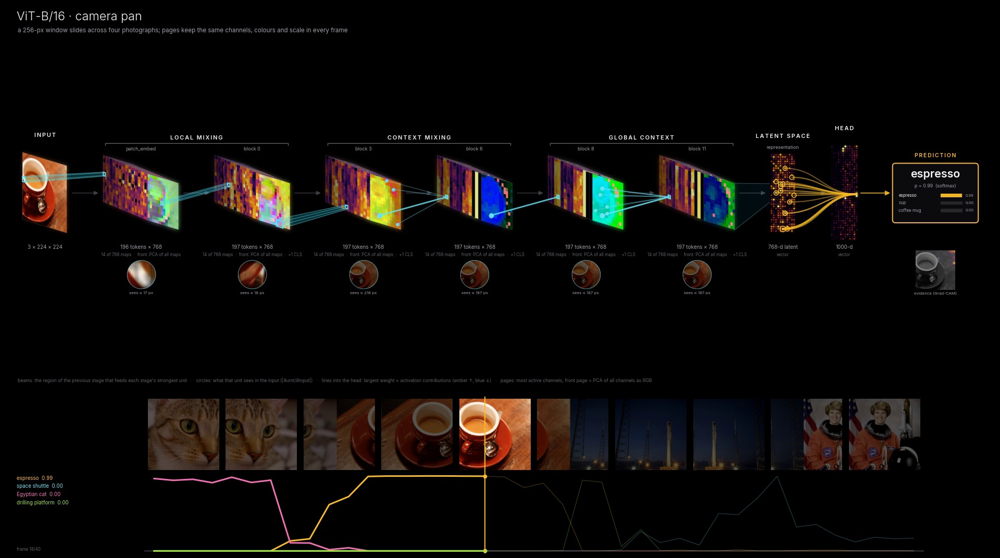 ViT-B/16 · camera pan
a 256-px window slides across four photographs; pages keep the same channels, colours and scale in every frame
INPUT
LOCAL MIXING
CONTEXT MIXING
GLOBAL CONTEXT
LATENT SPACE
HEAD
patch_embed
block 0
block 3
block 6
block 8
block 11
representation
PREDICTION
espresso
p = 0.99 (softmax)
espresso 0.99
cup 0.00
coffee mug 0.00
3 × 224 × 224
196 tokens × 768
197 tokens × 768
197 tokens × 768
197 tokens × 768
197 tokens × 768
197 tokens × 768
768-d latent
1000-d
14 of 768 maps · front: PCA of all maps
14 of 768 maps · front: PCA of all maps · +1 CLS
14 of 768 maps · front: PCA of all maps · +1 CLS
14 of 768 maps · front: PCA of all maps · +1 CLS
14 of 768 maps · front: PCA of all maps · +1 CLS
14 of 768 maps · front: PCA of all maps · +1 CLS
vector
vector
sees ≈ 17 px
sees ≈ 18 px
sees ≈ 216 px
sees ≈ 187 px
sees ≈ 187 px
sees ≈ 187 px
evidence (Grad-CAM)
beams: the region of the previous stage that feeds each stage's strongest unit · circles: what that unit sees in the input (|∂unit/∂input|) · lines into the head: largest weight × activation contributions (amber ↑, blue ↓) · pages: most active channels; front page = PCA of all channels as RGB
espresso 0.99
space shuttle 0.00
Egyptian cat 0.00
drilling platform 0.00
frame 18/40